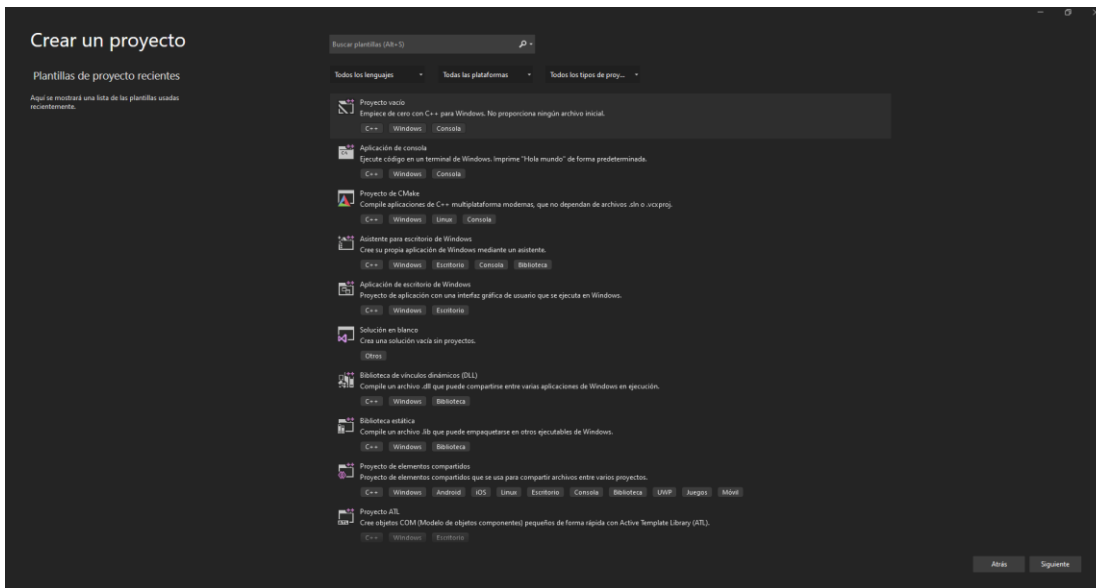 Crear un proyecto
Plantillas de proyecto recientes
Aquí se mostrará una lista de las plantillas usadas
recientemente.
Buscar plantillas (Alt+S)
Todos los lenguajes Todas las plataformas Todos los tipos de proy...
Proyecto vacío
Empiece de cero con C++ para Windows. No proporciona ningún archivo inicial.
C++ Windows Consola
Aplicación de consola
Ejecute código en un terminal de Windows. Imprime "Hola mundo" de forma predeterminada.
C++ Windows Consola
Proyecto de CMake
Compile aplicaciones de C++ multiplataforma modernas, que no dependan de archivos .sln o .vcxproj.
C++ Windows Linux Consola
Asistente para escritorio de Windows
Cree su propia aplicación de Windows mediante un asistente.
C++ Windows Escritorio Consola Biblioteca
Aplicación de escritorio de Windows
Proyecto de aplicación con una interfaz gráfica de usuario que se ejecuta en Windows.
C++ Windows Escritorio
Solución en blanco
Crea una solución vacía sin proyectos.
Otros
Biblioteca de vínculos dinámicos (DLL)
Compile un archivo .dll que puede compartirse entre varias aplicaciones de Windows en ejecución.
C++ Windows Biblioteca
Biblioteca estática
Compile un archivo .lib que puede empaquetarse en otros ejecutables de Windows.
C++ Windows Biblioteca
Proyecto de elementos compartidos
Proyecto de elementos compartidos que se usa para compartir archivos entre varios proyectos.
C++ Windows Android iOS Linux Escritorio Consola Biblioteca UWP Juegos Móvil
Proyecto ATL
Cree objetos COM (Modelo de objetos componentes) pequeños de forma rápida con Active Template Library (ATL).
C++ Windows Escritorio
Atrás Siguiente